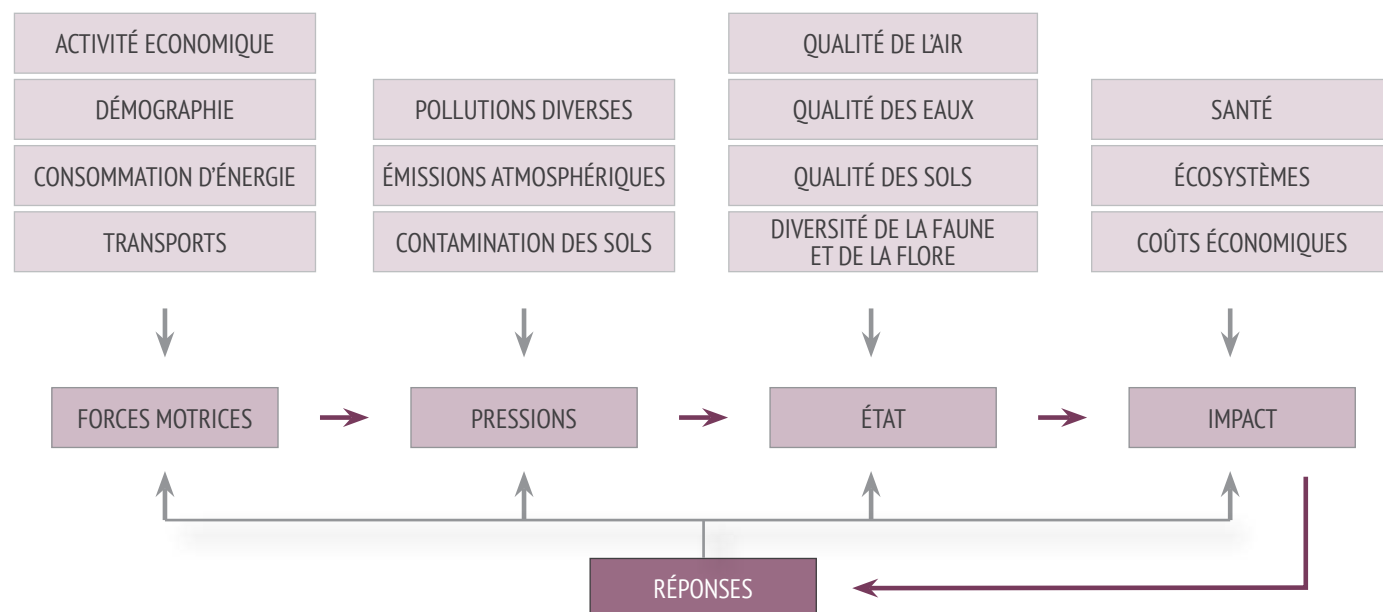 ACTIVITÉ ECONOMIQUE
DÉMOGRAPHIE
CONSOMMATION D'ÉNERGIE
TRANSPORTS
POLLUTIONS DIVERSES
ÉMISSIONS ATMOSPHÉRIQUES
CONTAMINATION DES SOLS
QUALITÉ DE L'AIR
QUALITÉ DES EAUX
QUALITÉ DES SOLS
DIVERSITÉ DE LA FAUNE
ET DE LA FLORE
SANTÉ
ÉCOSYSTÈMES
COÛTS ÉCONOMIQUES
FORCES MOTRICES
PRESSIONS
ÉTAT
IMPACT
RÉPONSES